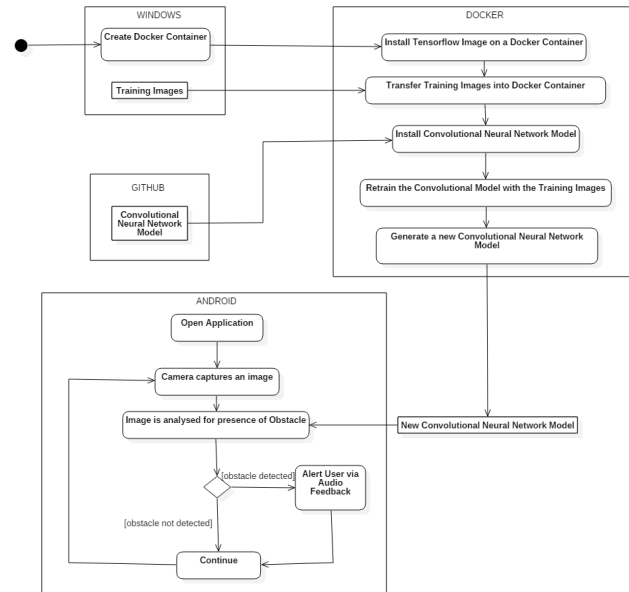 WINDOWS
Create Docker Container
Training Images
DOCKER
Install Tensorflow Image on a Docker Container
Transfer Training Images into Docker Container
Install Convolutional Neural Network Model
Retrain the Convolutional Model with the Training Images
Generate a new Convolutional Neural Network
Model
GITHUB
Convolutional
Neural Network
Model
ANDROID
Open Application
Camera captures an image
Image is analysed for presence of Obstacle
New Convolutional Neural Network Model
[obstacle detected]
Alert User via
Audio
Feedback
[obstacle not detected]
Continue